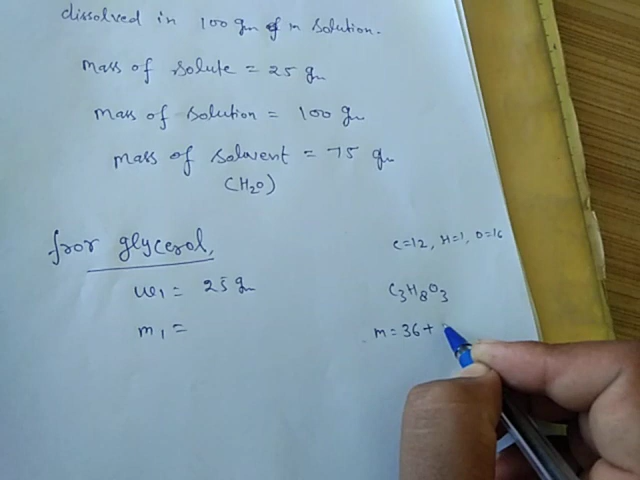 dissolved in 100 gm of in solution.
Mass of solute = 25 gm
Mass of solution = 100 gm
Mass of solvent = 75 gm
(H2O)
for glycerol,
C=12, H=1, O=16
w1 = 25 gm
C3H8O3
m1 =
m = 36 +